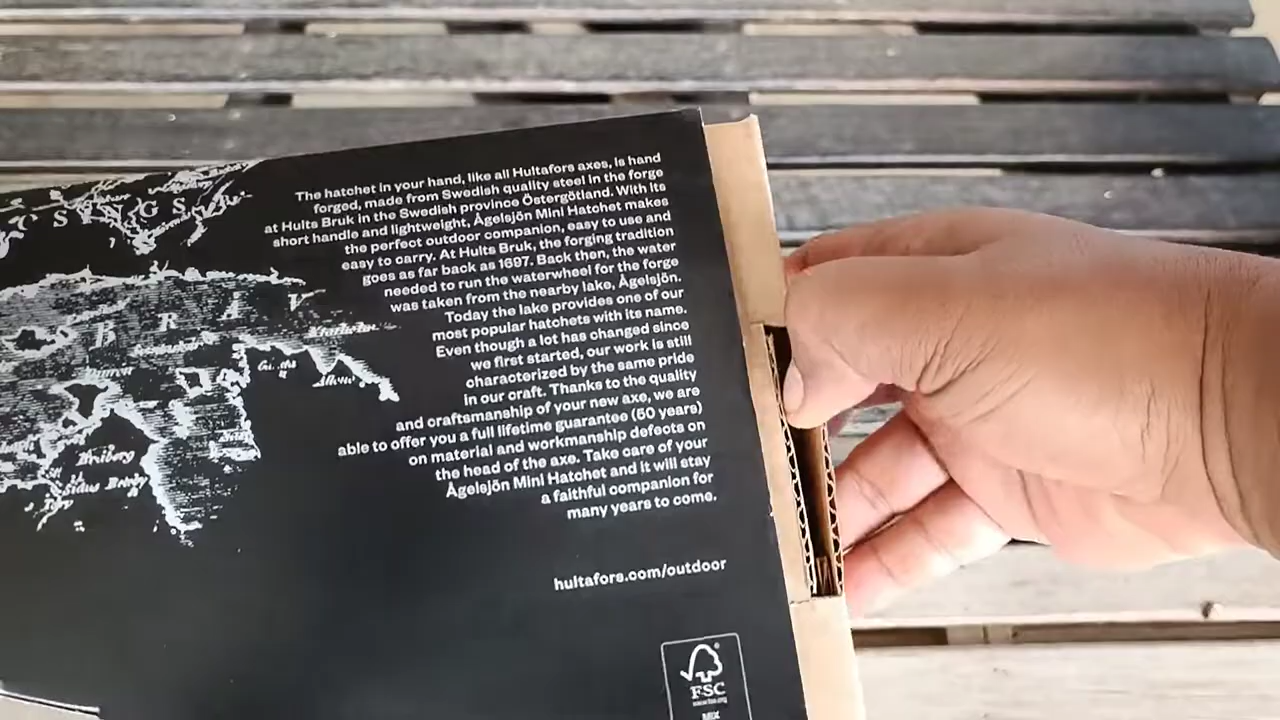 The hatchet in your hand, like all Hultafors axes, is hand
forged, made from Swedish quality steel in the forge
at Hults Bruk in the Swedish province Östergötland. With its
short handle and lightweight, Ågelsjön Mini Hatchet makes
the perfect outdoor companion, easy to use and
easy to carry. At Hults Bruk, the forging tradition
goes as far back as 1697. Back then, the water
needed to run the waterwheel for the forge
was taken from the nearby lake, Ågelsjön.
Today the lake provides one of our
most popular hatchets with its name.
Even though a lot has changed since
we first started, our work is still
characterized by the same pride
in our craft. Thanks to the quality
and craftsmanship of your new axe, we are
able to offer you a full lifetime guarantee (50 years)
on material and workmanship defects on
the head of the axe. Take care of your
Ågelsjön Mini Hatchet and it will stay
a faithful companion for
many years to come.
hultafors.com/outdoor
FSC
www.fsc.org
MIX
B R A V